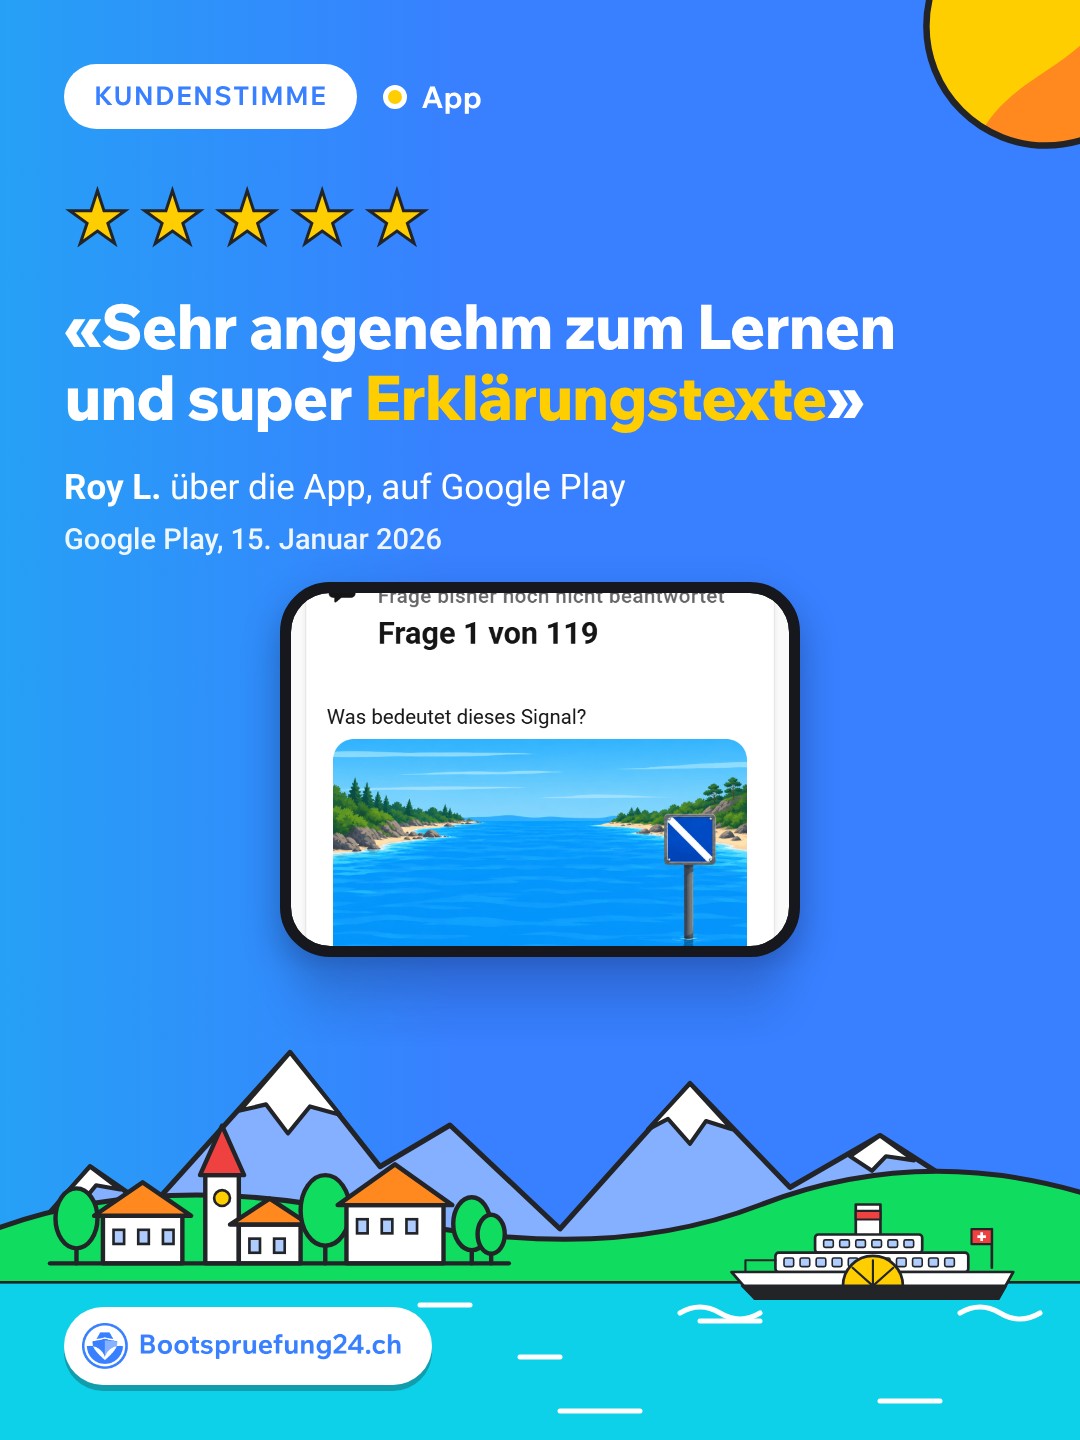 KUNDENSTIMME
App
«Sehr angenehm zum Lernen
und super Erklärungstexte»
Roy L. über die App, auf Google Play
Google Play, 15. Januar 2026
Frage bisher noch nicht beantwortet
Frage 1 von 119
Was bedeutet dieses Signal?
Bootspruefung24.ch